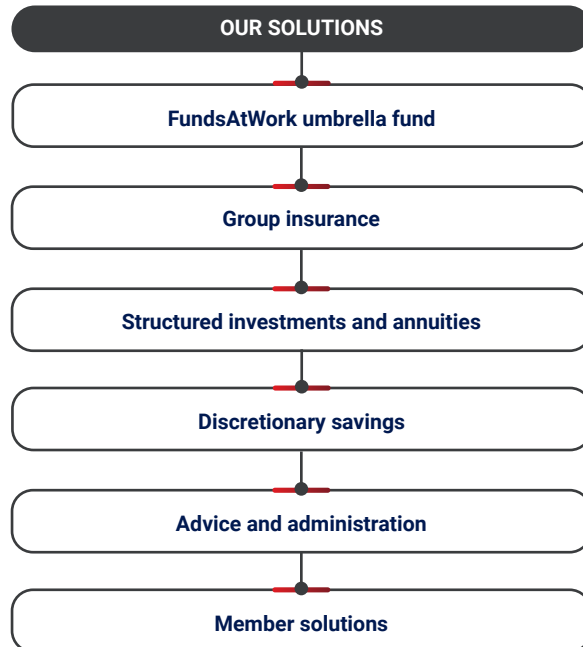 OUR SOLUTIONS
FundsAtWork umbrella fund
Group insurance
Structured investments and annuities
Discretionary savings
Advice and administration
Member solutions